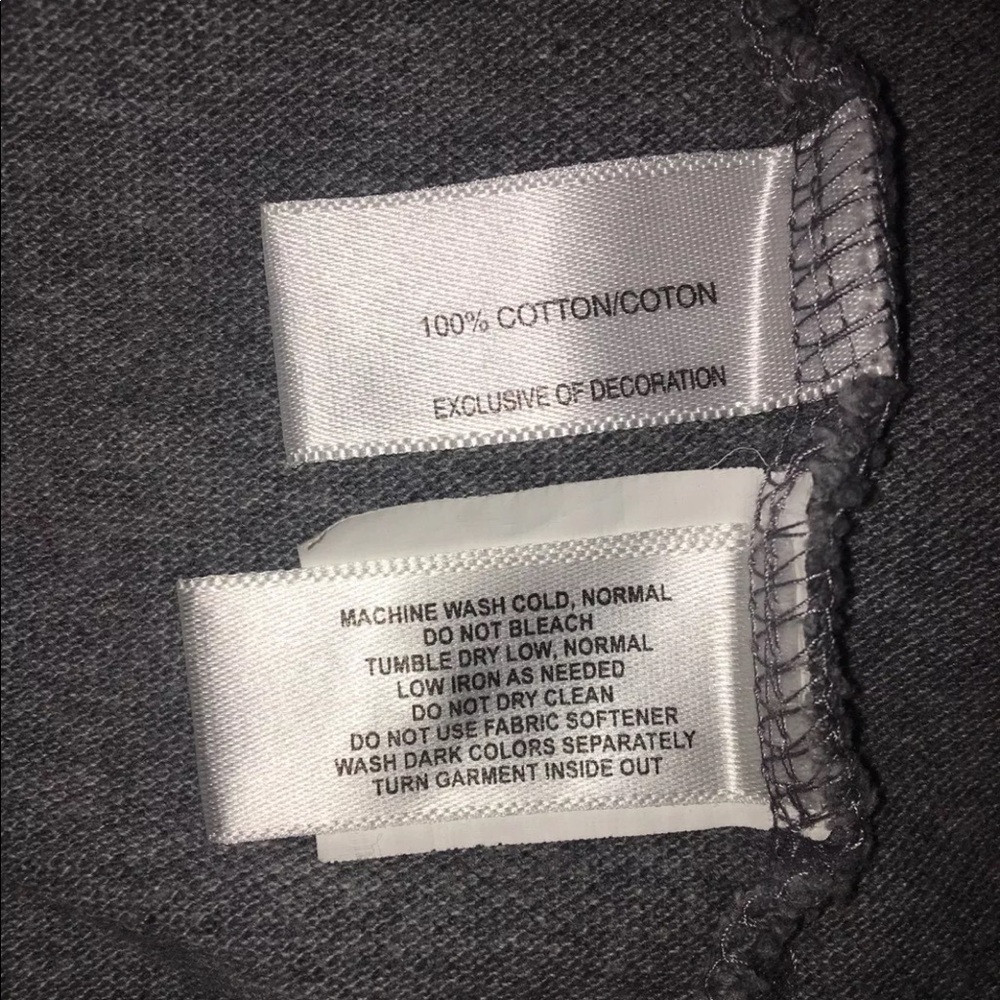 100% COTTON/COTON
EXCLUSIVE OF DECORATION
MACHINE WASH COLD, NORMAL
DO NOT BLEACH
TUMBLE DRY LOW, NORMAL
LOW IRON AS NEEDED
DO NOT DRY CLEAN
DO NOT USE FABRIC SOFTENER
WASH DARK COLORS SEPARATELY
TURN GARMENT INSIDE OUT